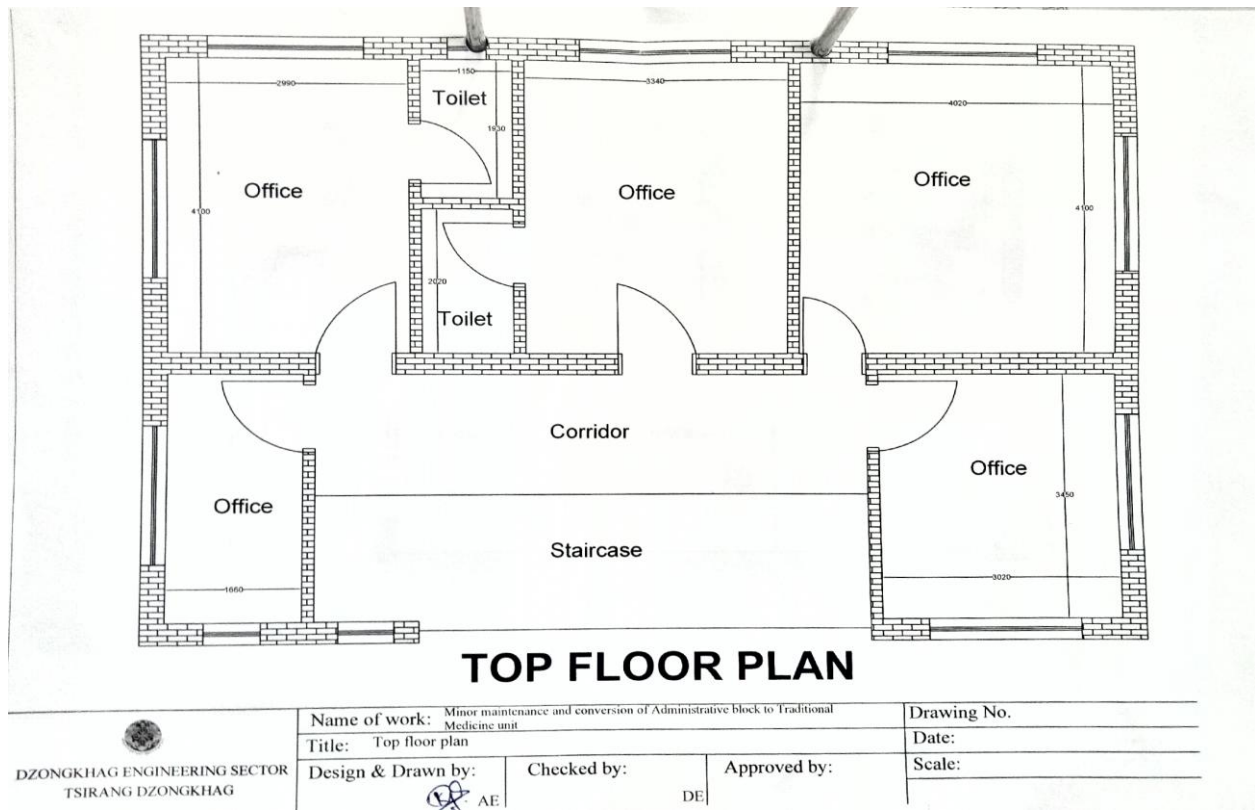 2990
1150
Toilet
1930
3340
4020
Office
4100
Office
Office
4100
2020
Toilet
Corridor
Office
3450
Office
Staircase
1660
3020
TOP FLOOR PLAN
DZONGKHAG ENGINEERING SECTOR
TSIRANG DZONGKHAG
Name of work: Minor maintenance and conversion of Administrative block to Traditional
Medicine unit
Title: Top floor plan
Design & Drawn by:
AE
Checked by:
DE
Approved by:
Drawing No.
Date:
Scale: